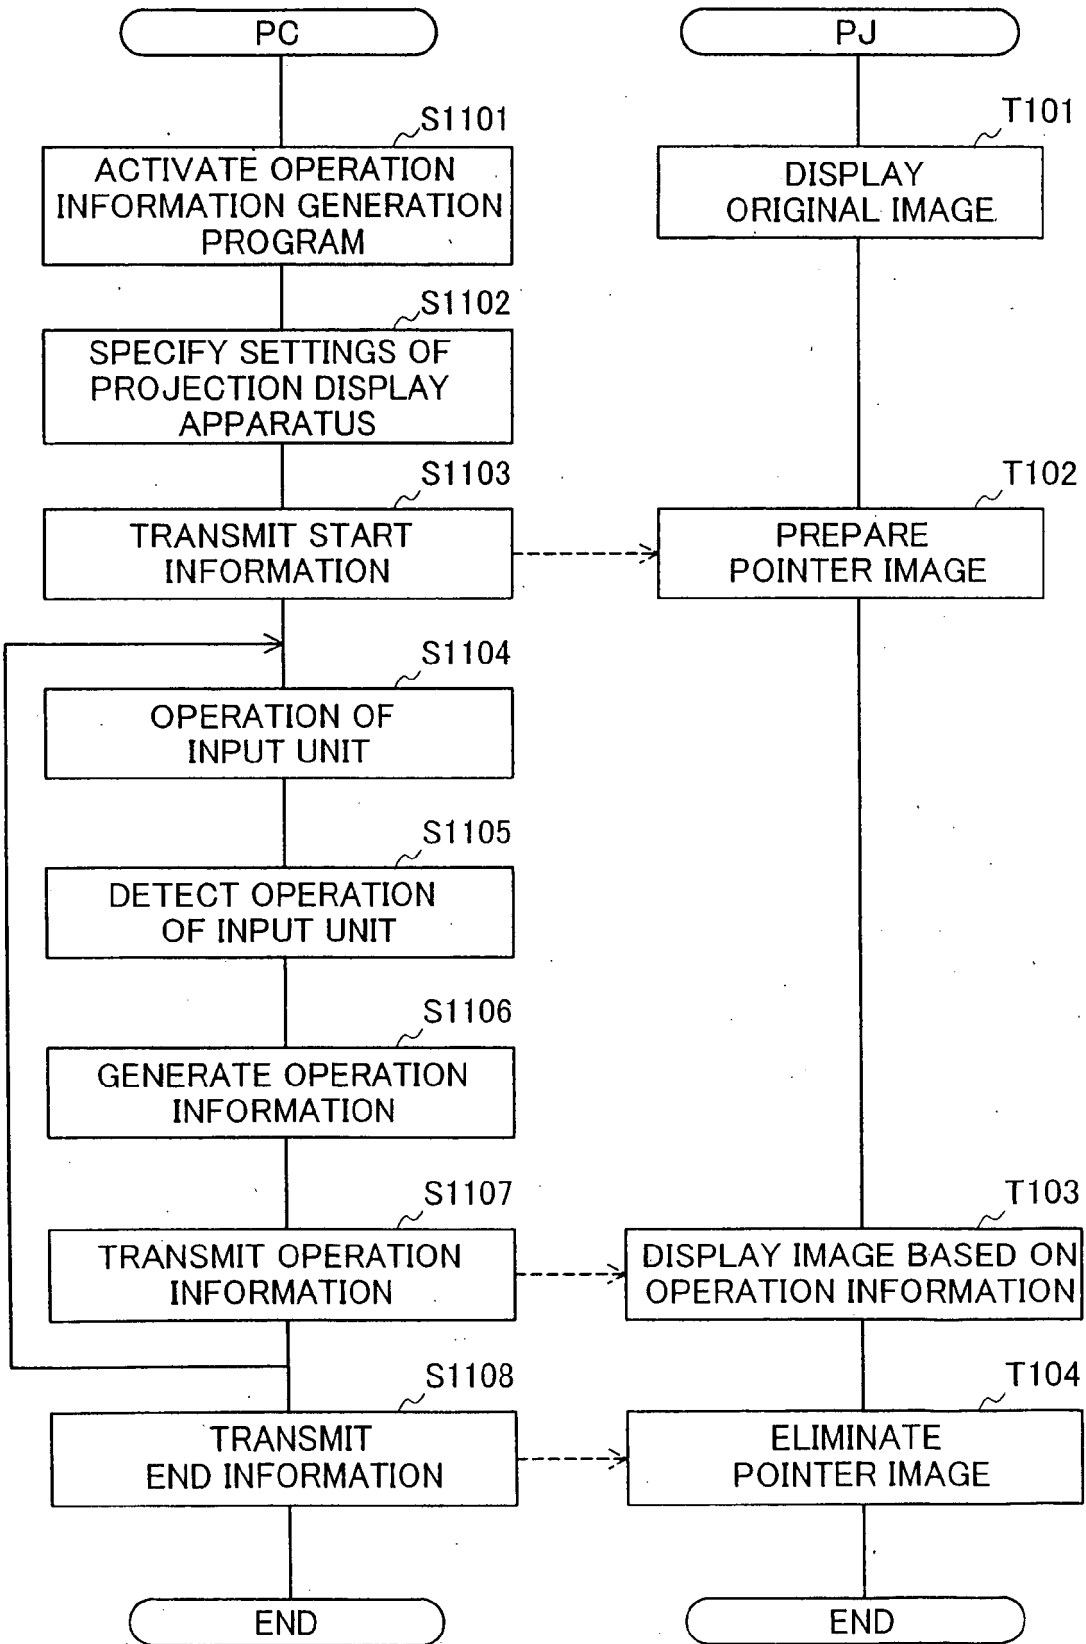 PC
PJ
S1101
ACTIVATE OPERATION
INFORMATION GENERATION
PROGRAM
T101
DISPLAY
ORIGINAL IMAGE
S1102
SPECIFY SETTINGS OF
PROJECTION DISPLAY
APPARATUS
S1103
TRANSMIT START
INFORMATION
T102
PREPARE
POINTER IMAGE
S1104
OPERATION OF
INPUT UNIT
S1105
DETECT OPERATION
OF INPUT UNIT
S1106
GENERATE OPERATION
INFORMATION
S1107
TRANSMIT OPERATION
INFORMATION
T103
DISPLAY IMAGE BASED ON
OPERATION INFORMATION
S1108
TRANSMIT
END INFORMATION
T104
ELIMINATE
POINTER IMAGE
END
END